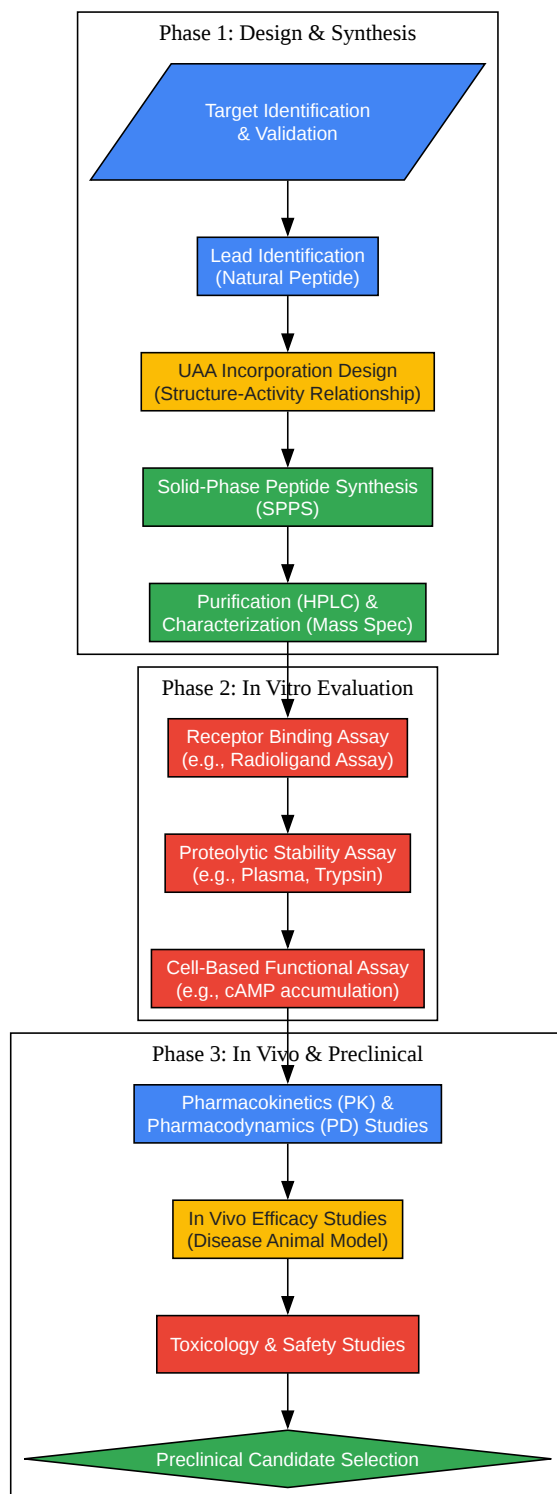 Phase 1: Design & Synthesis
Target Identification
& Validation
Lead Identification
(Natural Peptide)
UAA Incorporation Design
(Structure-Activity Relationship)
Solid-Phase Peptide Synthesis
(SPPS)
Purification (HPLC) &
Characterization (Mass Spec)
Phase 2: In Vitro Evaluation
Receptor Binding Assay
(e.g., Radioligand Assay)
Proteolytic Stability Assay
(e.g., Plasma, Trypsin)
Cell-Based Functional Assay
(e.g., cAMP accumulation)
Phase 3: In Vivo & Preclinical
Pharmacokinetics (PK) &
Pharmacodynamics (PD) Studies
In Vivo Efficacy Studies
(Disease Animal Model)
Toxicology & Safety Studies
Preclinical Candidate Selection